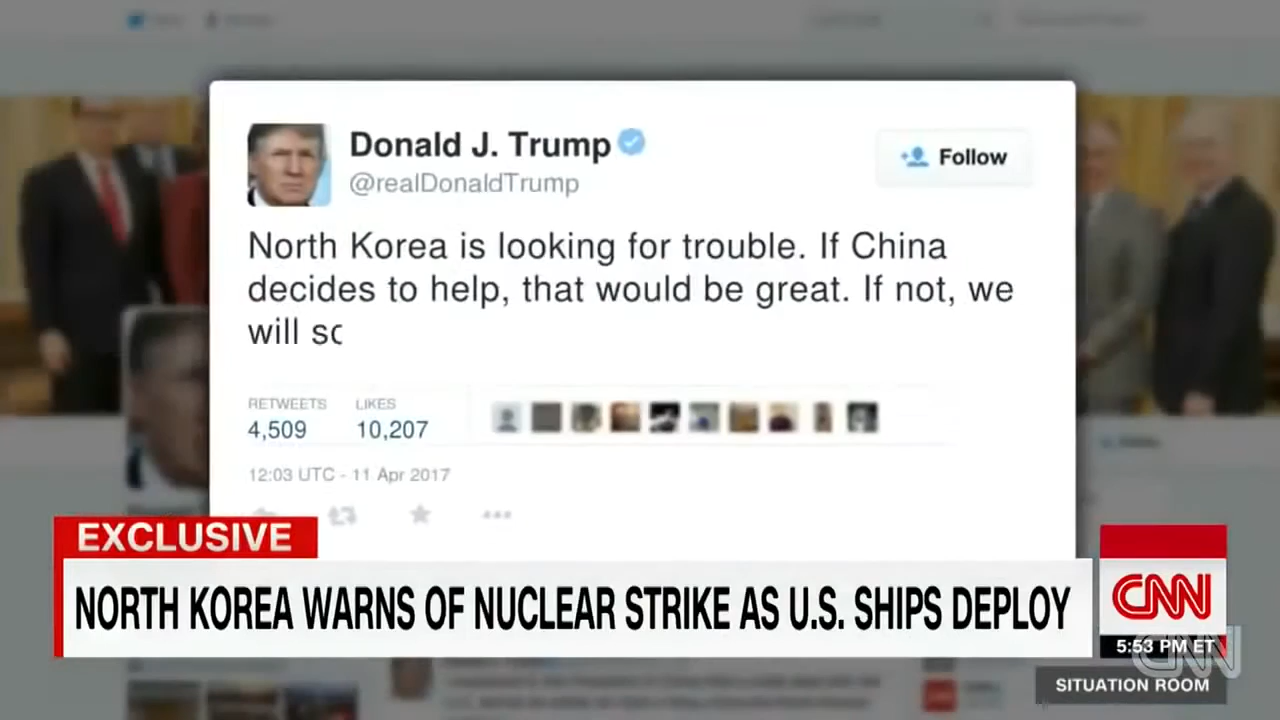 Donald J. Trump
@realDonaldTrump
Follow
North Korea is looking for trouble. If China
decides to help, that would be great. If not, we
will sc
RETWEETS LIKES
4,509 10,207
12:03 UTC - 11 Apr 2017
EXCLUSIVE
NORTH KOREA WARNS OF NUCLEAR STRIKE AS U.S. SHIPS DEPLOY
CNN
5:53 PM ET
CNN
SITUATION ROOM